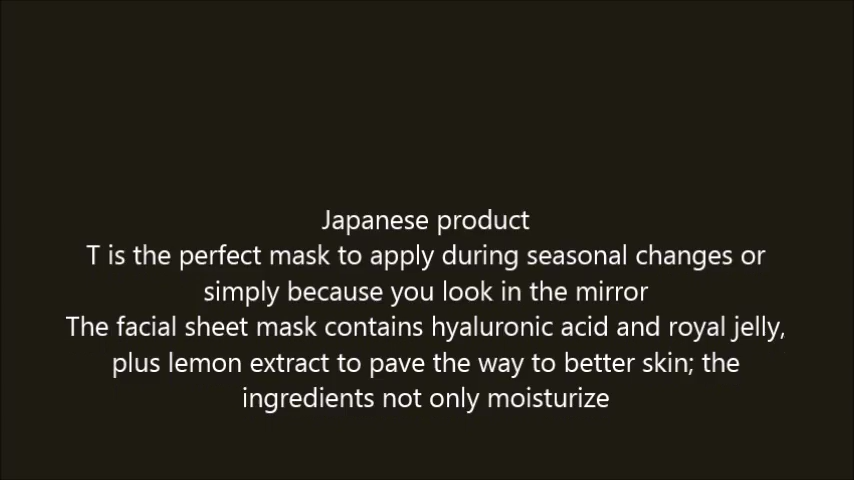 Japanese product
T is the perfect mask to apply during seasonal changes or
simply because you look in the mirror
The facial sheet mask contains hyaluronic acid and royal jelly,
plus lemon extract to pave the way to better skin; the
ingredients not only moisturize